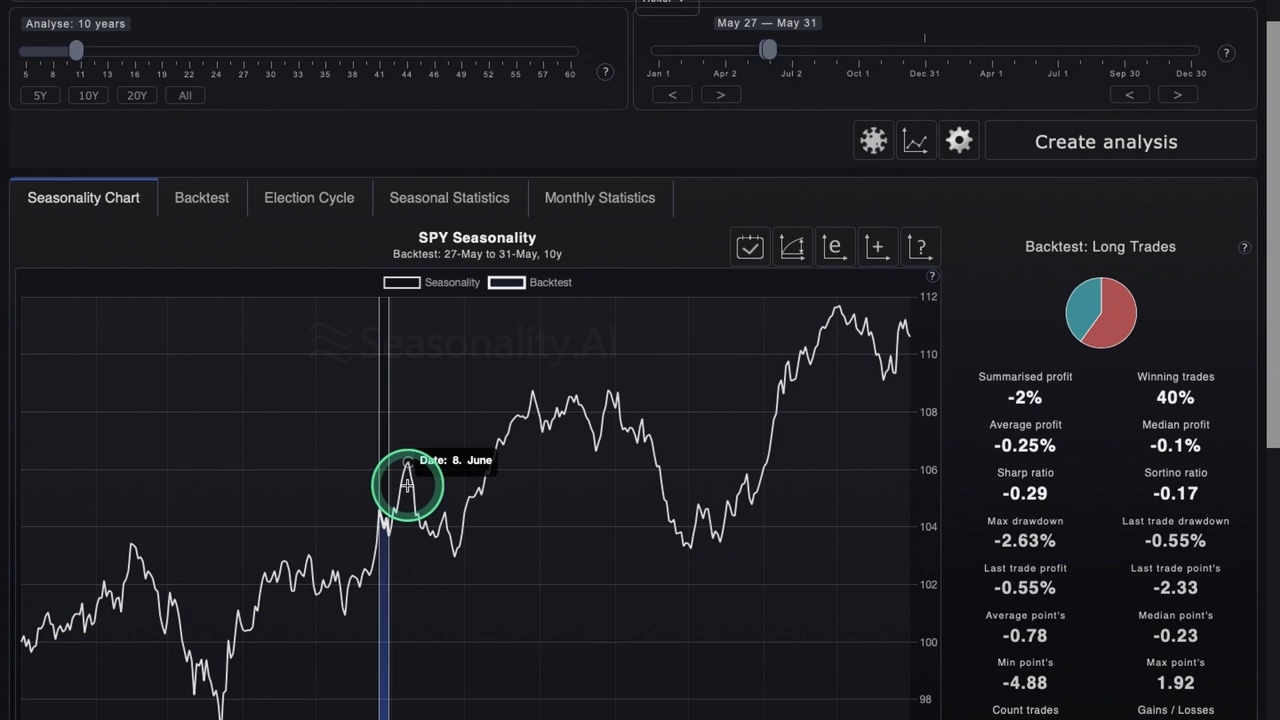 Analyse: 10 years
5 8 11 13 16 19 22 24 27 30 33 35 38 41 44 46 49 52 55 57 60
5Y 10Y 20Y All
May 27 — May 31
Jan 1 Apr 2 Jul 2 Oct 1 Dec 31 Apr 1 Jul 1 Sep 30 Dec 30
< > < >
? ?
Create analysis
Seasonality Chart Backtest Election Cycle Seasonal Statistics Monthly Statistics
SPY Seasonality
Backtest: 27-May to 31-May, 10y
e + ?
Seasonality Backtest
?
Seasonality.AI
Date: 8. June
112
110
108
106
104
102
100
98
Backtest: Long Trades ?
Summarised profit Winning trades
-2% 40%
Average profit Median profit
-0.25% -0.1%
Sharp ratio Sortino ratio
-0.29 -0.17
Max drawdown Last trade drawdown
-2.63% -0.55%
Last trade profit Last trade point's
-0.55% -2.33
Average point's Median point's
-0.78 -0.23
Min point's Max point's
-4.88 1.92
Count trades Gains / Losses